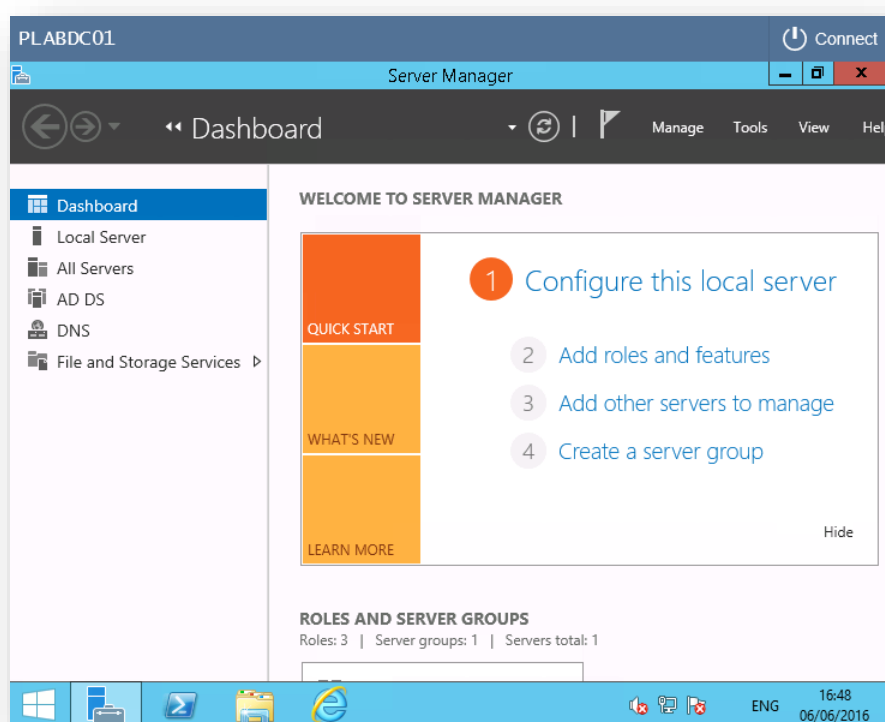 PLABDC01
Connect
Server Manager
Dashboard
Manage
Tools
View
Hel
Dashboard
Local Server
All Servers
AD DS
DNS
File and Storage Services
WELCOME TO SERVER MANAGER
QUICK START
WHAT'S NEW
LEARN MORE
1 Configure this local server
2 Add roles and features
3 Add other servers to manage
4 Create a server group
Hide
ROLES AND SERVER GROUPS
Roles: 3 | Server groups: 1 | Servers total: 1
ENG
16:48
06/06/2016